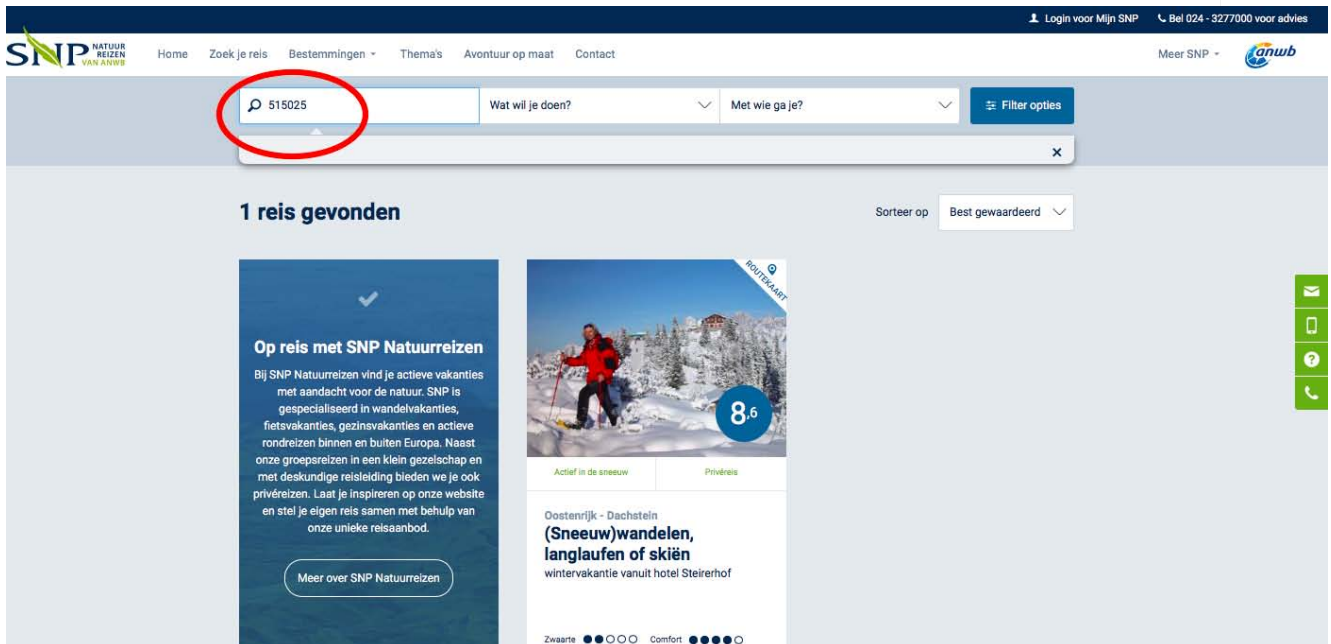 Login voor Mijn SNP Bel 024 - 3277000 voor advies
SNP NATUUR REIZEN VAN ANWB
Home Zoek je reis Bestemmingen Thema's Avontuur op maat Contact Meer SNP anwb
515025 Wat wil je doen? Met wie ga je? Filter opties
1 reis gevonden
Sorteer op Best gewaardeerd
Op reis met SNP Natuurreizen
Bij SNP Natuurreizen vind je actieve vakanties
met aandacht voor de natuur. SNP is
gespecialiseerd in wandelvakanties,
fietsvakanties, gezinsvakanties en actieve
rondreizen binnen en buiten Europa. Naast
onze groepsreizen in een klein gezelschap en
met deskundige reisleiding bieden we je ook
privéreizen. Laat je inspireren op onze website
en stel je eigen reis samen met behulp van
onze unieke reisaanbod.
Meer over SNP Natuurreizen
ROUTEKAART
8,6
Actief in de sneeuw Privéreis
Oostenrijk - Dachstein
(Sneeuw)wandelen,
langlaufen of skiën
wintervakantie vanuit hotel Steirerhof
Zwaarte Comfort